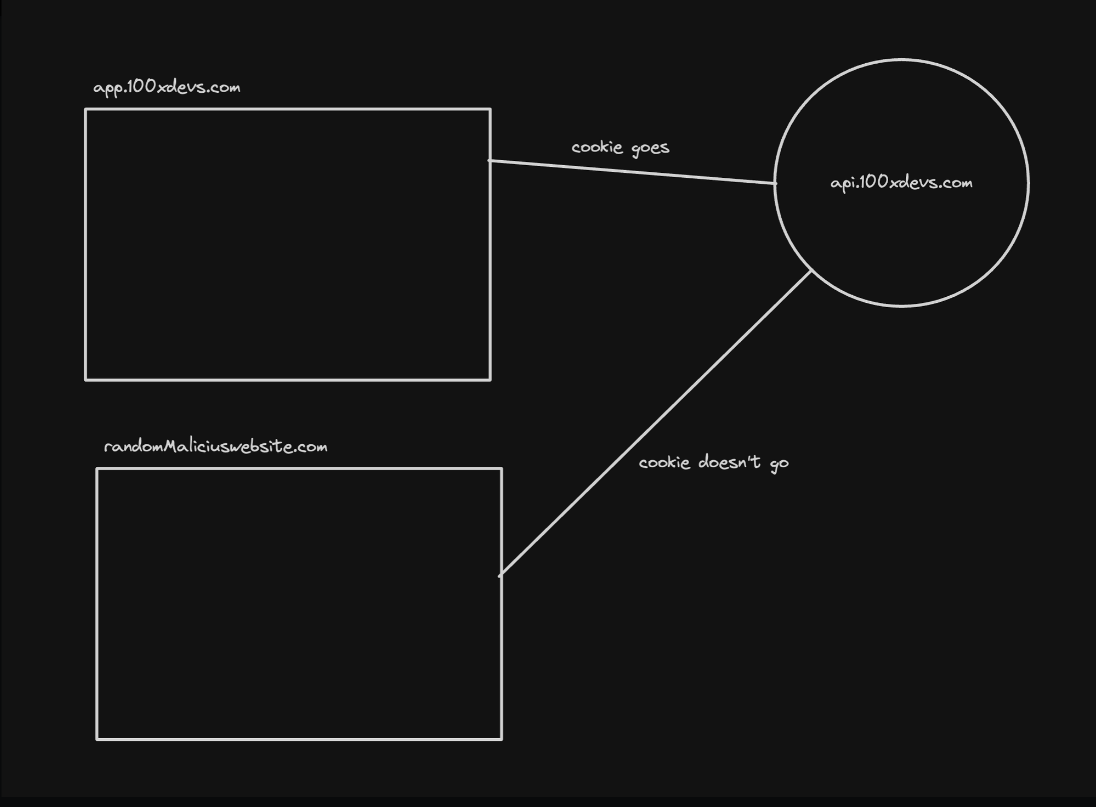 app.100xdevs.com
cookie goes
api.100xdevs.com
randomMaliciuswebsite.com
cookie doesn't go